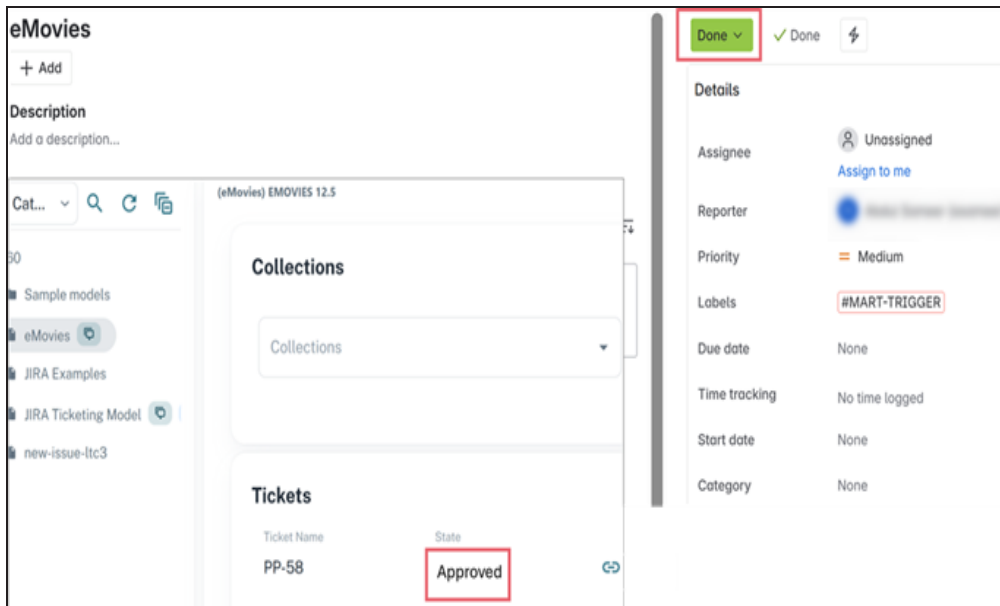 eMovies
+ Add
Description
Add a description...
Cat...
60
Sample models
eMovies
JIRA Examples
JIRA Ticketing Model
new-issue-ltc3
(eMovies) EMOVIES 12.5
Collections
Collections
Tickets
Ticket Name State
PP-58 Approved
Done Done
Details
Assignee Unassigned
Assign to me
Reporter
Priority Medium
Labels #MART-TRIGGER
Due date None
Time tracking No time logged
Start date None
Category None